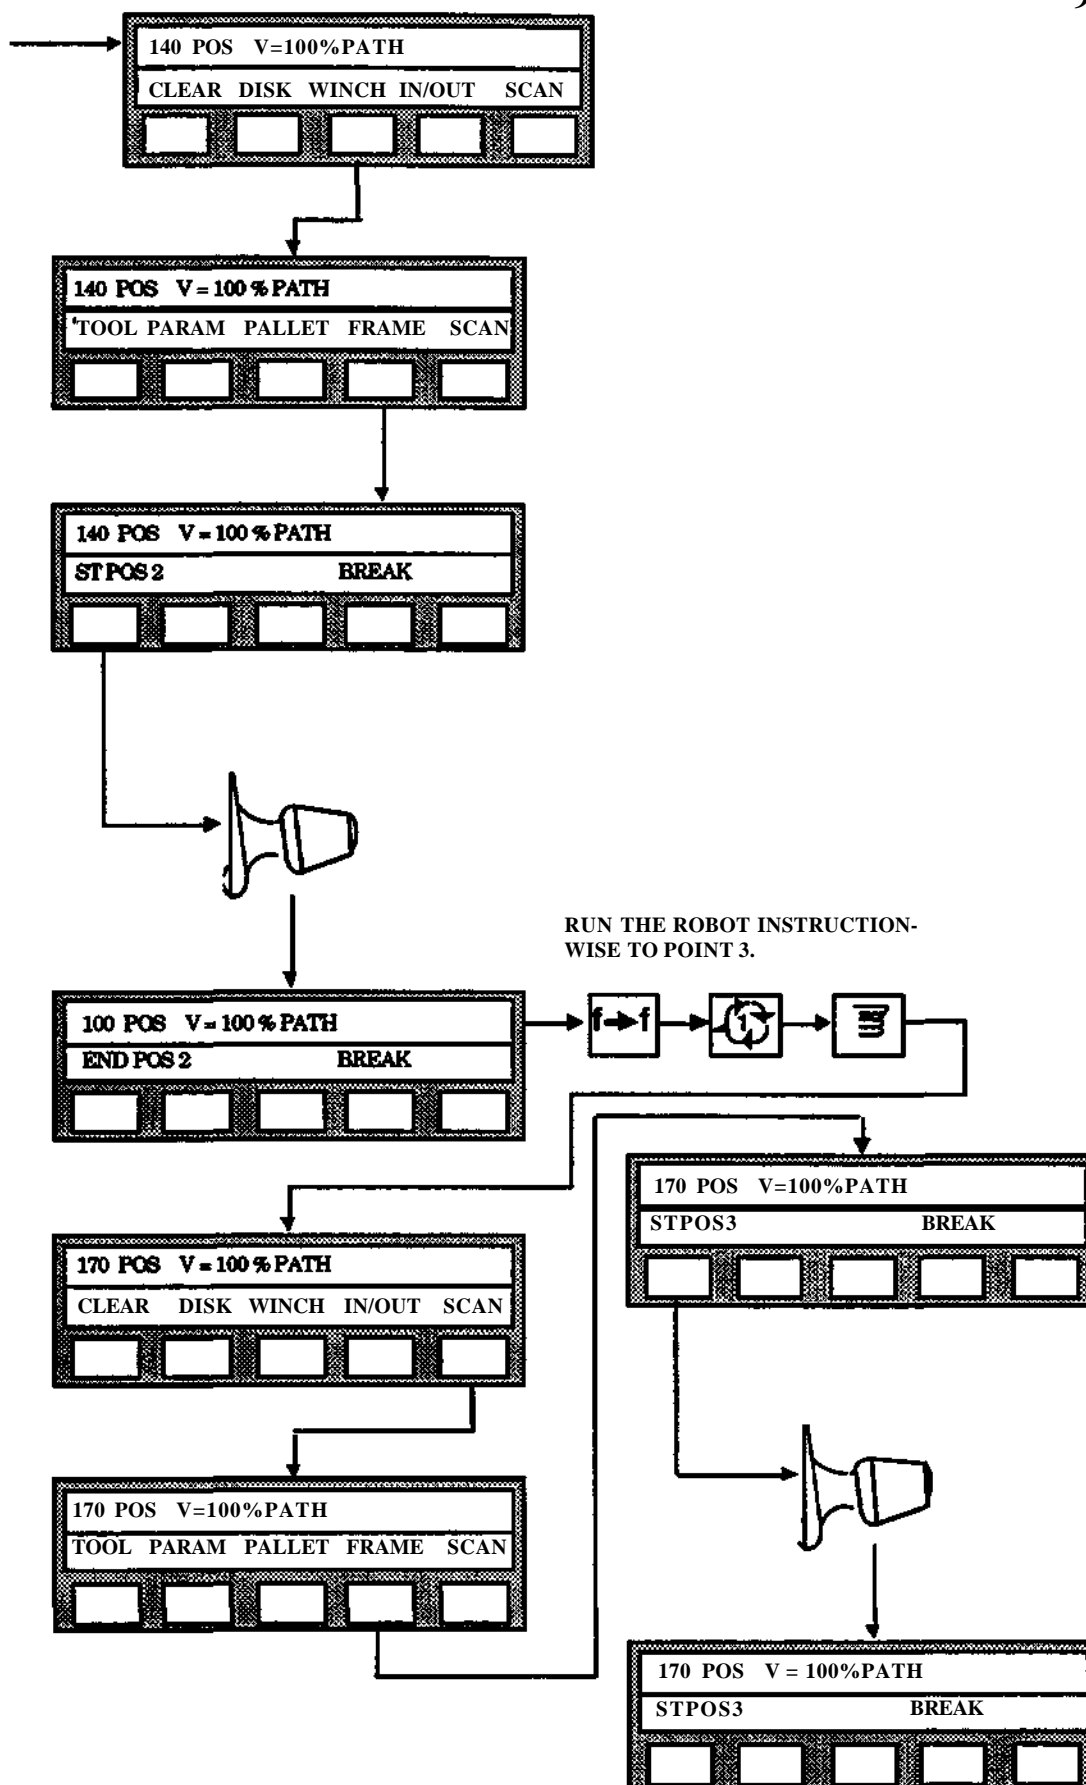 140 POS V=100%PATH
CLEAR DISK WINCH IN/OUT SCAN
140 POS V = 100 % PATH
TOOL PARAM PALLET FRAME SCAN
140 POS V = 100 % PATH
ST POS 2 BREAK
RUN THE ROBOT INSTRUCTION-
WISE TO POINT 3.
100 POS V = 100 % PATH
END POS 2 BREAK
f f
1
170 POS V=100%PATH
STPOS3 BREAK
170 POS V = 100 % PATH
CLEAR DISK WINCH IN/OUT SCAN
170 POS V=100%PATH
TOOL PARAM PALLET FRAME SCAN
170 POS V = 100%PATH
STPOS3 BREAK